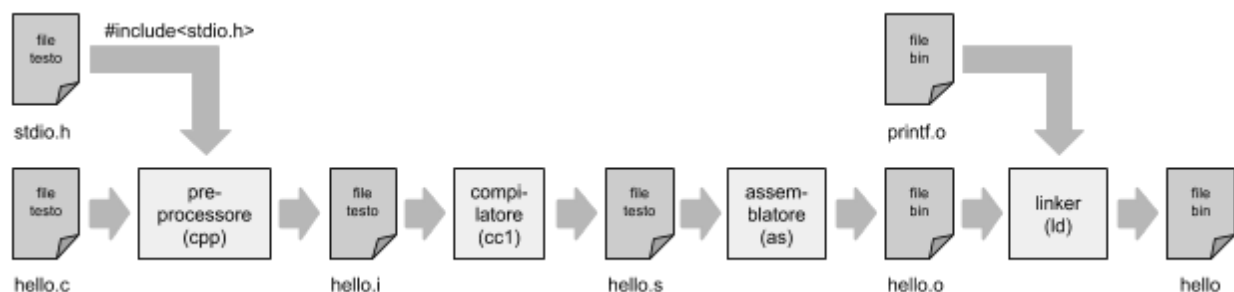 #include<stdio.h>
file
testo
stdio.h
file
bin
printf.o
file
testo
hello.c
pre-
processore
(cpp)
file
testo
hello.i
compi-
latore
(cc1)
file
testo
hello.s
assem-
blatore
(as)
file
bin
hello.o
linker
(ld)
file
bin
hello